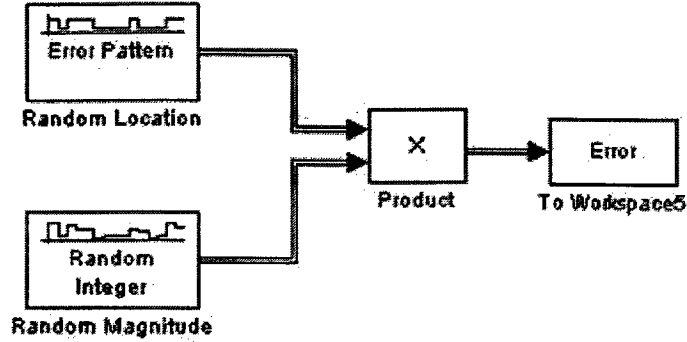 Error Pattern
Random Location
×
Product
Error
To Workspace5
Random
Integer
Random Magnitude